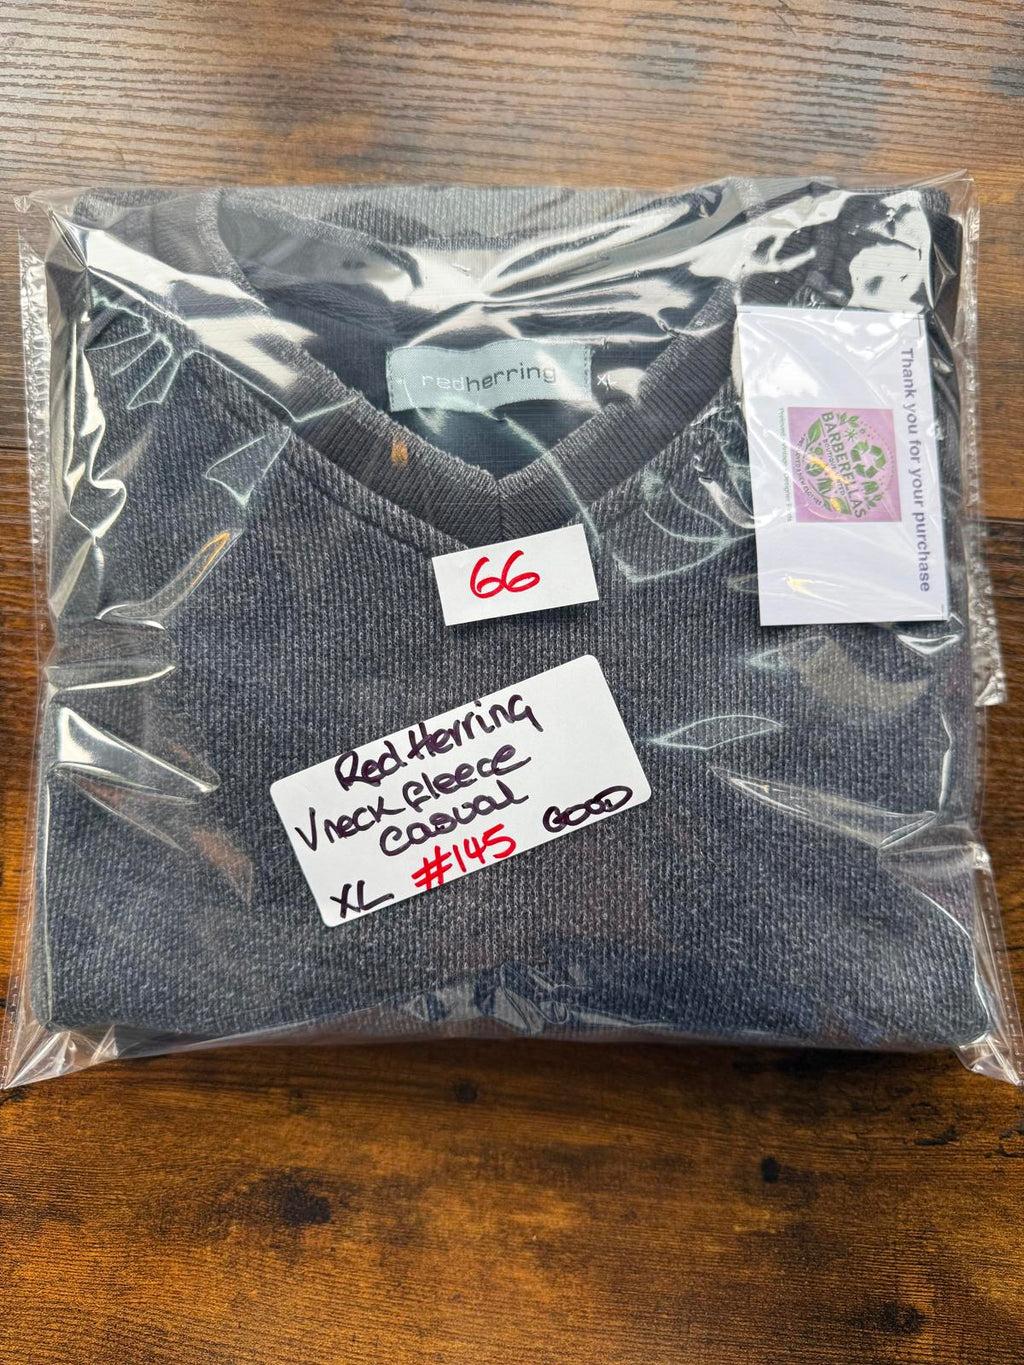 redherring
XL
Thank you for your purchase
BARBERELLAS
66
Red Herring
Vneck fleece
casual
#145
GOOD
XL